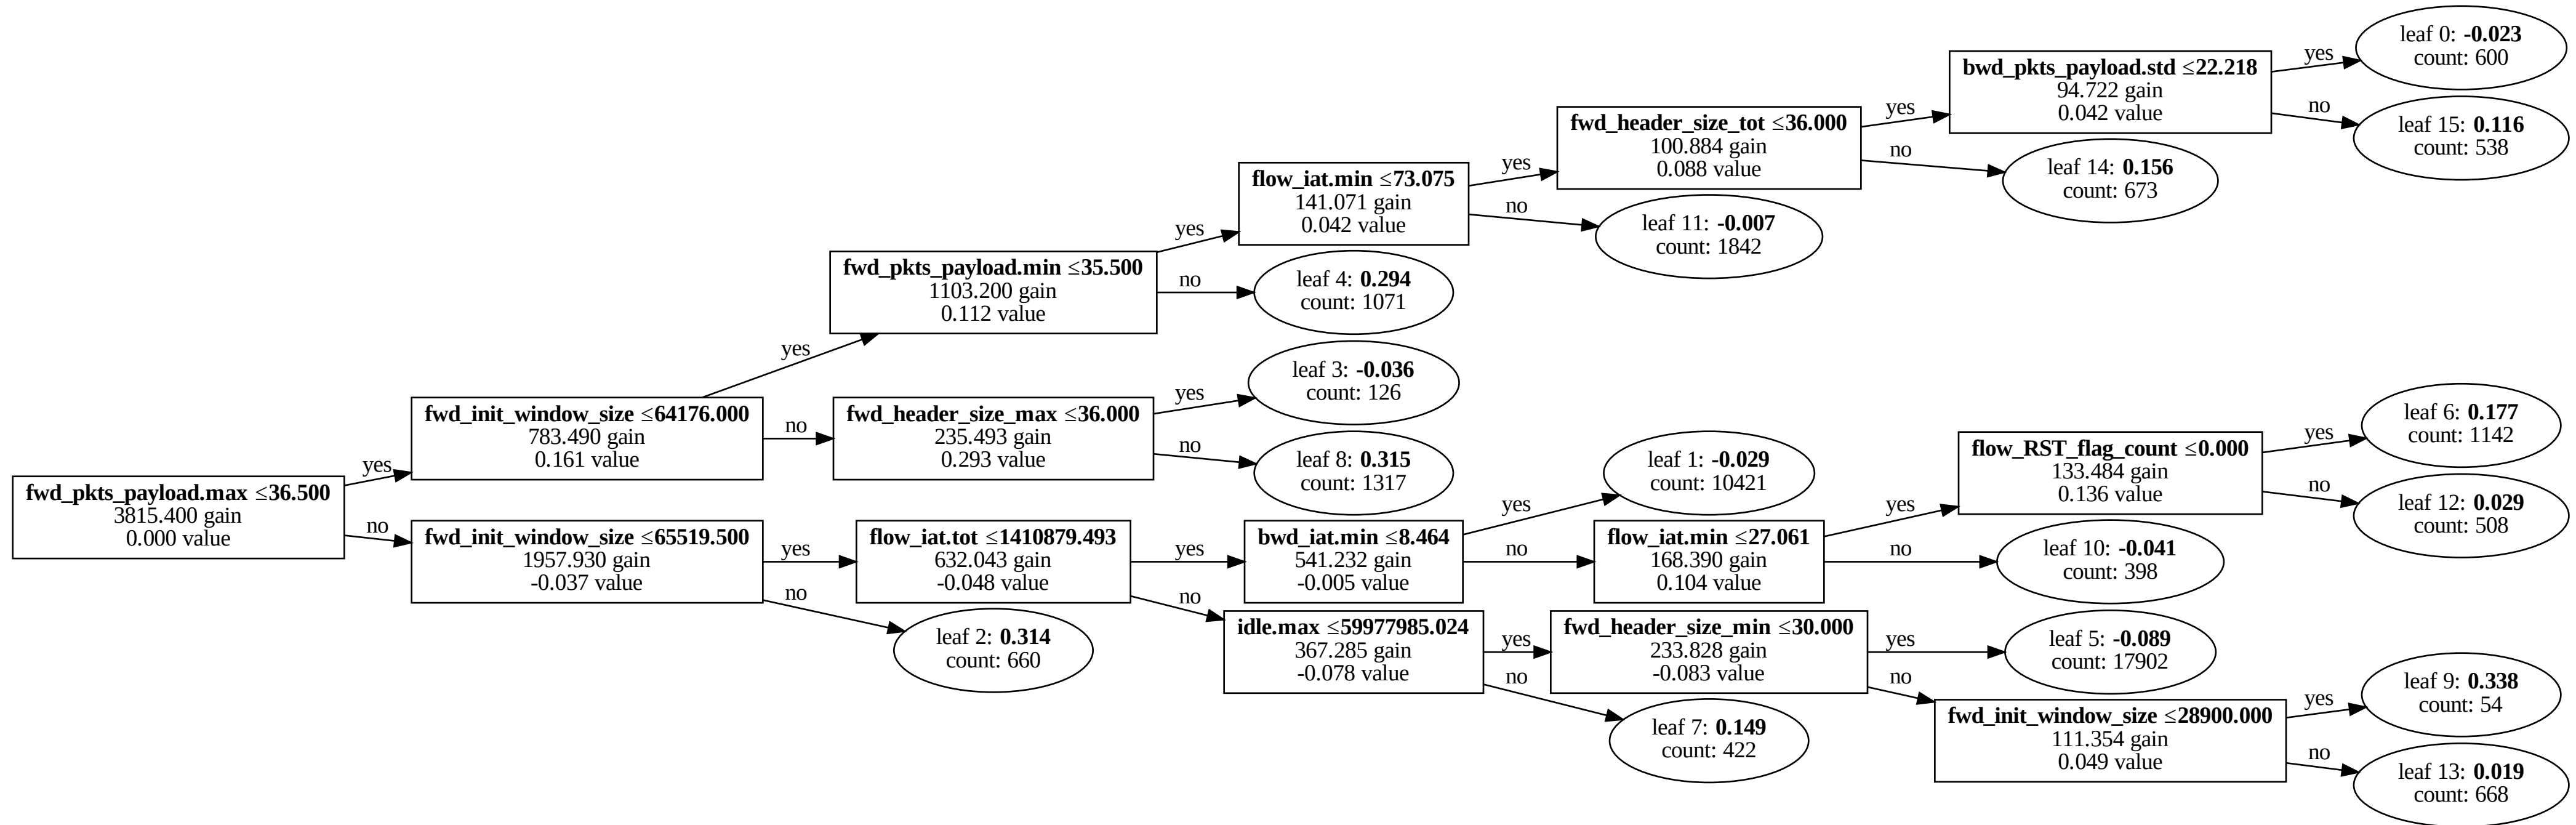 fwd_pkts_payload.max ≤36.500
3815.400 gain
0.000 value
yes
no
fwd_init_window_size ≤64176.000
783.490 gain
0.161 value
yes
no
fwd_init_window_size ≤65519.500
1957.930 gain
-0.037 value
yes
no
fwd_pkts_payload.min ≤35.500
1103.200 gain
0.112 value
yes
no
fwd_header_size_max ≤36.000
235.493 gain
0.293 value
yes
no
flow_iat.tot ≤1410879.493
632.043 gain
-0.048 value
yes
no
leaf 2: 0.314
count: 660
flow_iat.min ≤73.075
141.071 gain
0.042 value
yes
no
leaf 4: 0.294
count: 1071
leaf 3: -0.036
count: 126
leaf 8: 0.315
count: 1317
bwd_iat.min ≤8.464
541.232 gain
-0.005 value
yes
no
idle.max ≤59977985.024
367.285 gain
-0.078 value
yes
no
fwd_header_size_tot ≤36.000
100.884 gain
0.088 value
yes
no
leaf 11: -0.007
count: 1842
leaf 1: -0.029
count: 10421
flow_iat.min ≤27.061
168.390 gain
0.104 value
yes
no
fwd_header_size_min ≤30.000
233.828 gain
-0.083 value
yes
no
leaf 7: 0.149
count: 422
bwd_pkts_payload.std ≤22.218
94.722 gain
0.042 value
yes
no
leaf 14: 0.156
count: 673
flow_RST_flag_count ≤0.000
133.484 gain
0.136 value
yes
no
leaf 10: -0.041
count: 398
leaf 5: -0.089
count: 17902
fwd_init_window_size ≤28900.000
111.354 gain
0.049 value
yes
no
leaf 0: -0.023
count: 600
leaf 15: 0.116
count: 538
leaf 6: 0.177
count: 1142
leaf 12: 0.029
count: 508
leaf 9: 0.338
count: 54
leaf 13: 0.019
count: 668